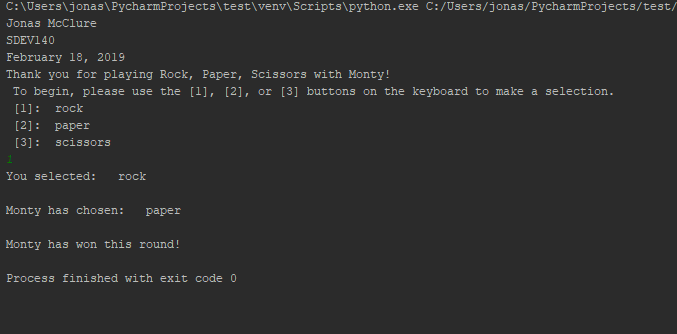 C:\Users\jonas\PycharmProjects\test\venv\Scripts\python.exe C:/Users/jonas/PycharmProjects/test/
Jonas McClure
SDEV140
February 18, 2019
Thank you for playing Rock, Paper, Scissors with Monty!
 To begin, please use the [1], [2], or [3] buttons on the keyboard to make a selection.
 [1]:  rock
 [2]:  paper
 [3]:  scissors
1
You selected:   rock
Monty has chosen:   paper
Monty has won this round!
Process finished with exit code 0